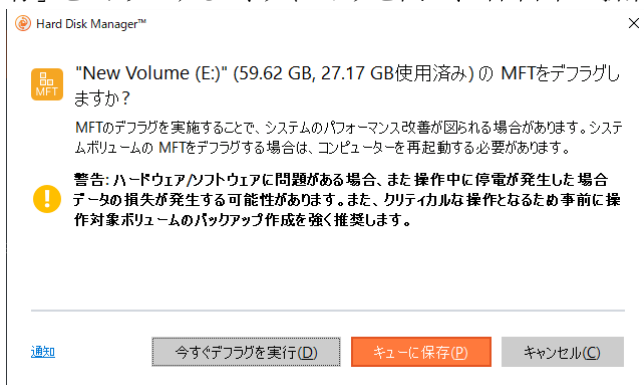 Hard Disk Manager™
"New Volume (E:)" (59.62 GB, 27.17 GB使用済み) の MFTをデフラグし
ますか?
MFT
MFTのデフラグを実施することで、システムのパフォーマンス改善が図られる場合があります。システ
ムボリュームの MFTをデフラグする場合は、コンピューターを再起動する必要があります。
警告: ハードウェア/ソフトウェアに問題がある場合、また操作中に停電が発生した場合
データの損失が発生する可能性があります。また、クリティカルな操作となるため事前に操
作対象ボリュームのバックアップ作成を強く推奨します。
通知
今すぐデフラグを実行(D)
キューに保存(P)
キャンセル(C)